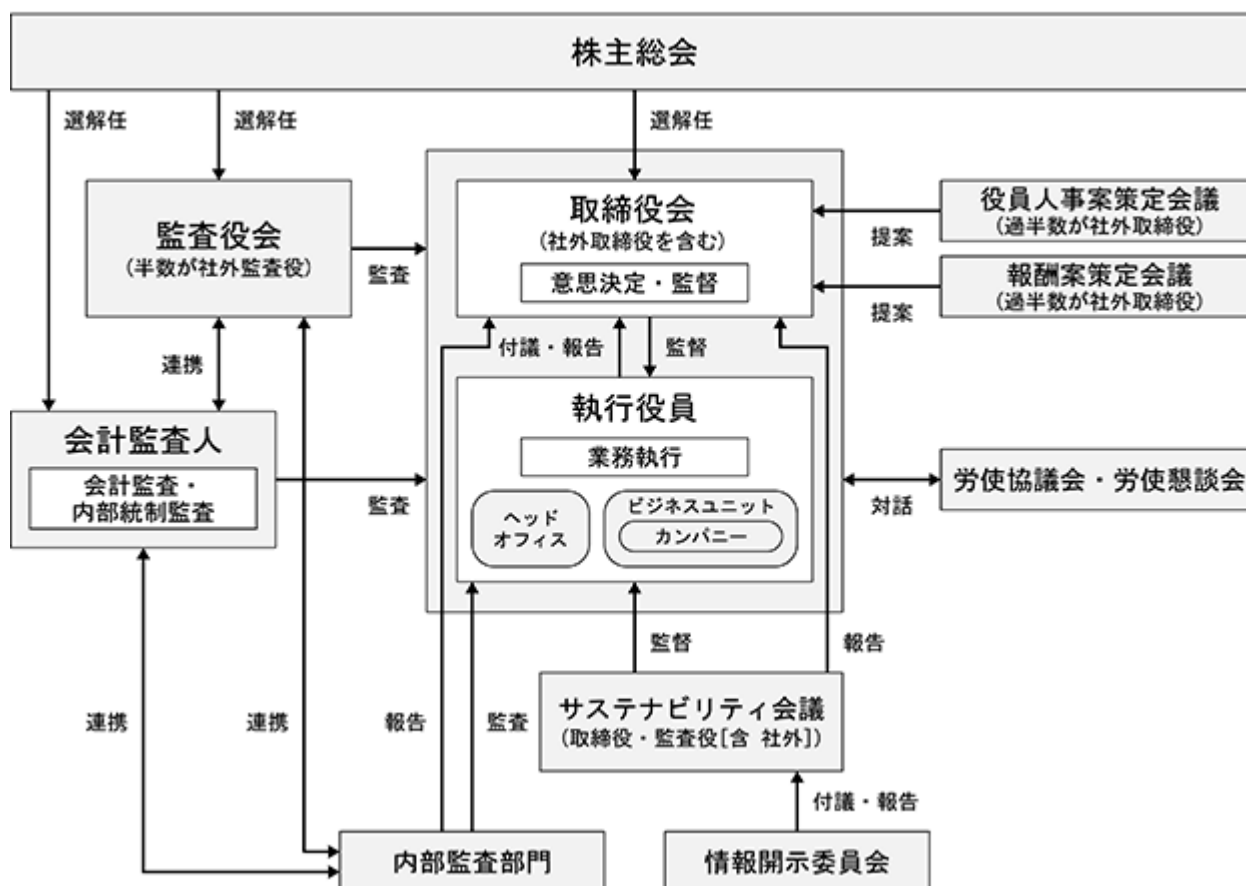 株主総会
選解任
選解任
選解任
監査役会
(半数が社外監査役)
監査
取締役会
(社外取締役を含む)
意思決定・監督
役員人事案策定会議
(過半数が社外取締役)
提案
報酬案策定会議
(過半数が社外取締役)
提案
連携
付議・報告
監督
会計監査人
会計監査・
内部統制監査
監査
執行役員
業務執行
ヘッド
オフィス
ビジネスユニット
カンパニー
対話
労使協議会・労使懇談会
監督
報告
連携
連携
報告
監査
サステナビリティ会議
(取締役・監査役[含 社外])
付議・報告
内部監査部門
情報開示委員会